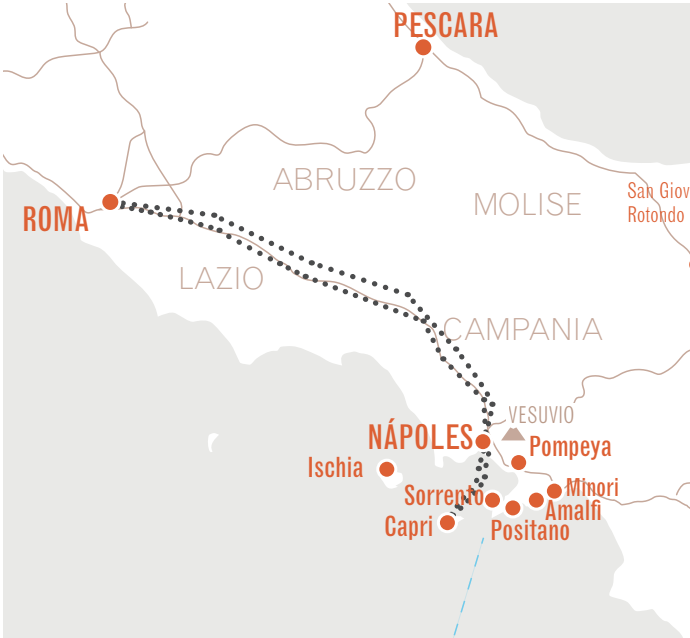 PESCARA
ABRUZZO
MOLISE
San Giov
Rotondo
ROMA
LAZIO
CAMPANIA
VESUVIO
NÁPOLES
Pompeya
Ischia
Minori
Sorrento
Amalfi
Capri
Positano